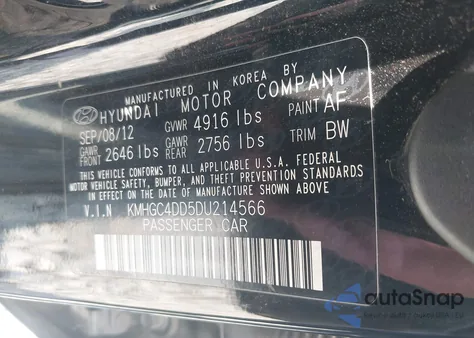 MANUFACTURED IN KOREA BY
HYUNDAI MOTOR COMPANY
SEP/08/12 GVWR 4916 lbs PAINT AF
GAWR FRONT 2646 lbs GAWR REAR 2756 lbs TRIM BW
THIS VEHICLE CONFORMS TO ALL APPLICABLE U.S.A. FEDERAL
MOTOR VEHICLE SAFETY, BUMPER, AND THEFT PREVENTION STANDARDS
IN EFFECT ON THE DATE OF MANUFACTURE SHOWN ABOVE.
V.I.N KMHGC4DD5DU214566
PASSENGER CAR
autoSnap